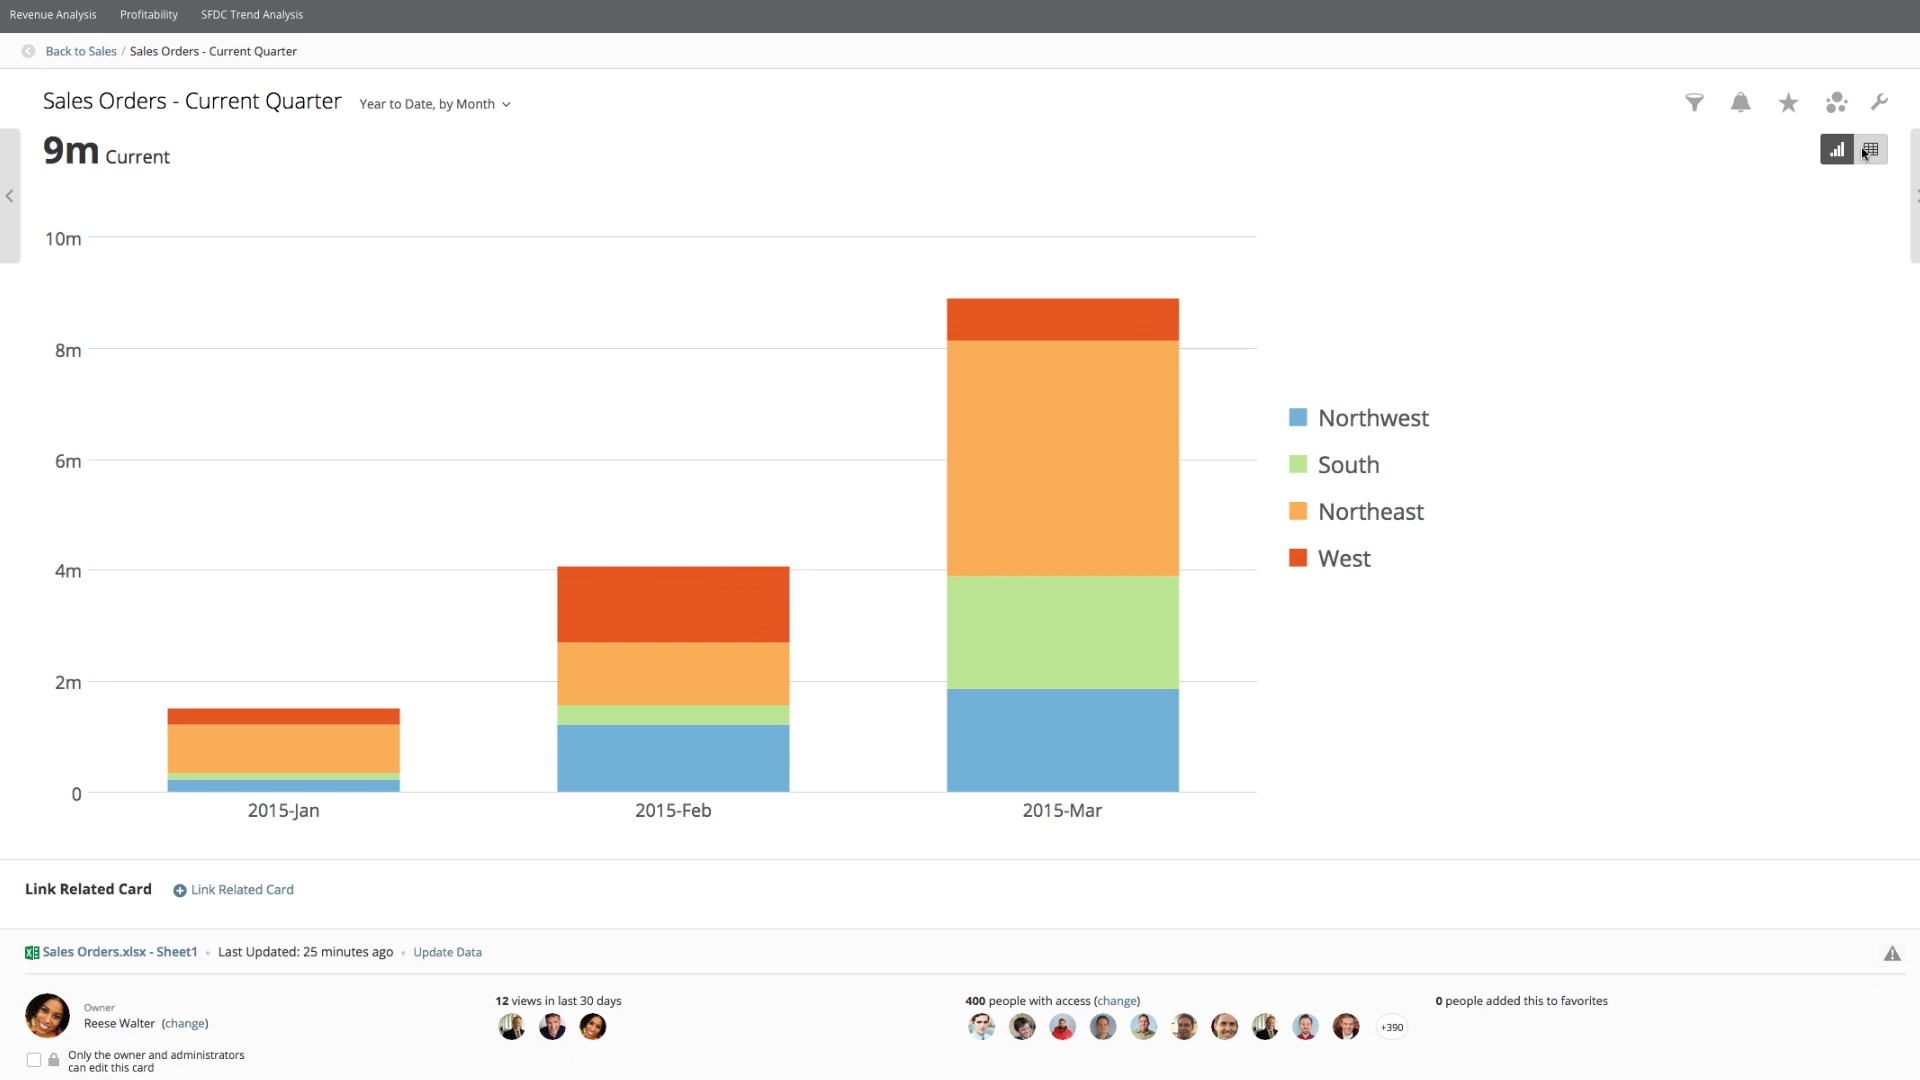 Revenue Analysis Profitability SFDC Trend Analysis
Back to Sales / Sales Orders - Current Quarter
Sales Orders - Current Quarter Year to Date, by Month
9m Current
10m
8m
6m
4m
2m
0
2015-Jan 2015-Feb 2015-Mar
Northwest
South
Northeast
West
Link Related Card Link Related Card
Sales Orders.xlsx - Sheet1 • Last Updated: 25 minutes ago • Update Data
Owner
Reese Walter (change)
Only the owner and administrators
can edit this card
12 views in last 30 days
400 people with access (change)
+390
0 people added this to favorites